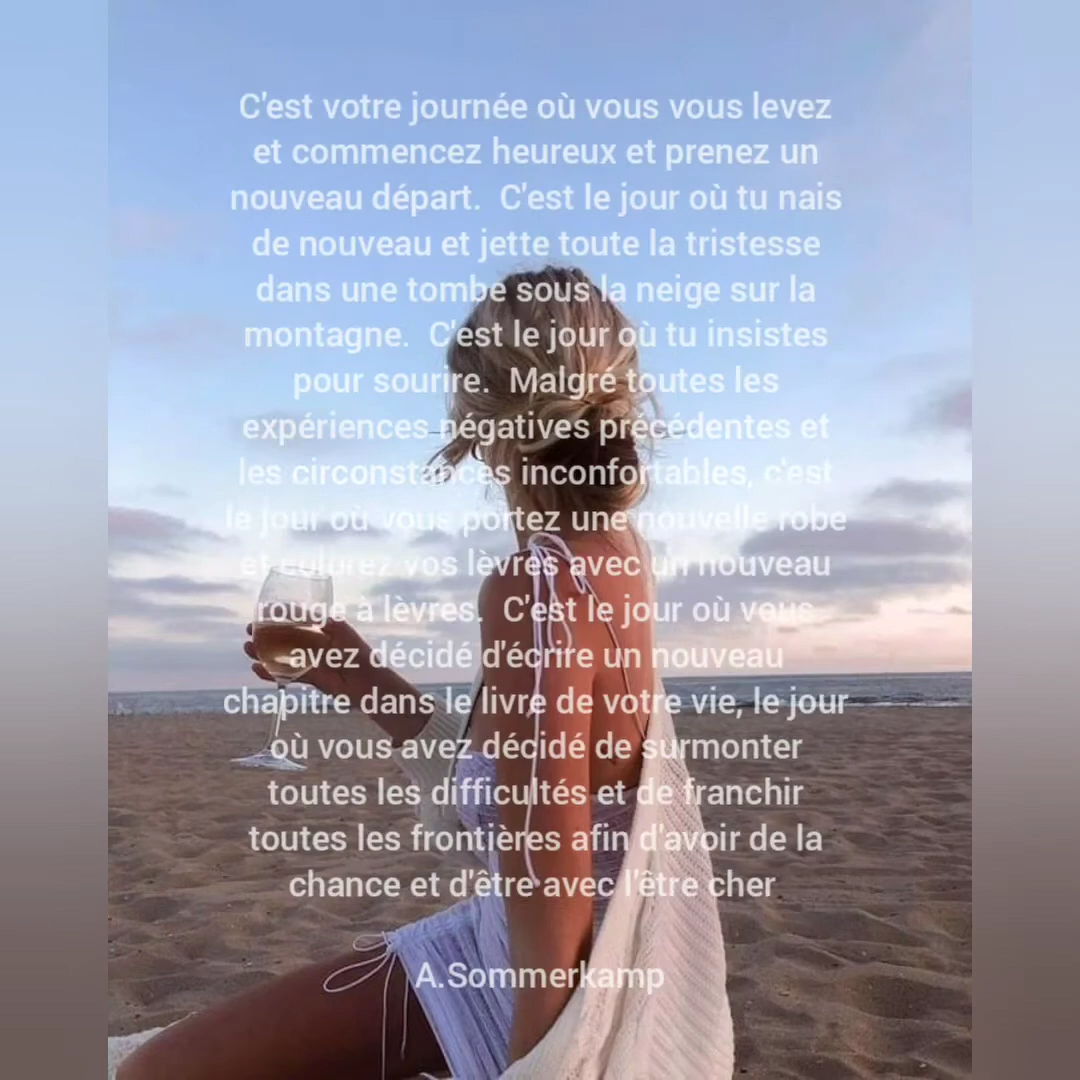 C'est votre journée où vous vous levez
et commencez heureux et prenez un
nouveau départ.  C'est le jour où tu nais
de nouveau et jette toute la tristesse
dans une tombe sous la neige sur la
montagne.  C'est le jour où tu insistes
pour sourire.  Malgré toutes les
expériences négatives précédentes et
les circonstances inconfortables, c'est
le jour où vous portez une nouvelle robe
et colorez vos lèvres avec un nouveau
rouge à lèvres.  C'est le jour où vous
avez décidé d'écrire un nouveau
chapitre dans le livre de votre vie, le jour
où vous avez décidé de surmonter
toutes les difficultés et de franchir
toutes les frontières afin d'avoir de la
chance et d'être avec l'être cher
A.Sommerkamp